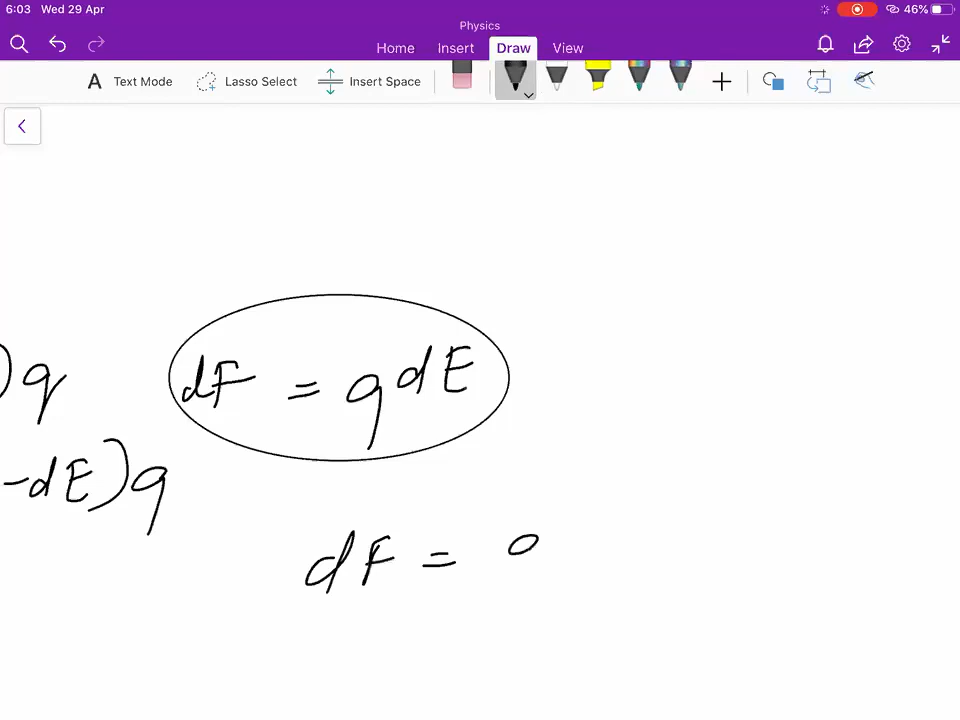 6:03 Wed 29 Apr
46%
Physics
Home Insert Draw View
A Text Mode Lasso Select Insert Space
)q dF = q dE
-dE)q
dF = 0